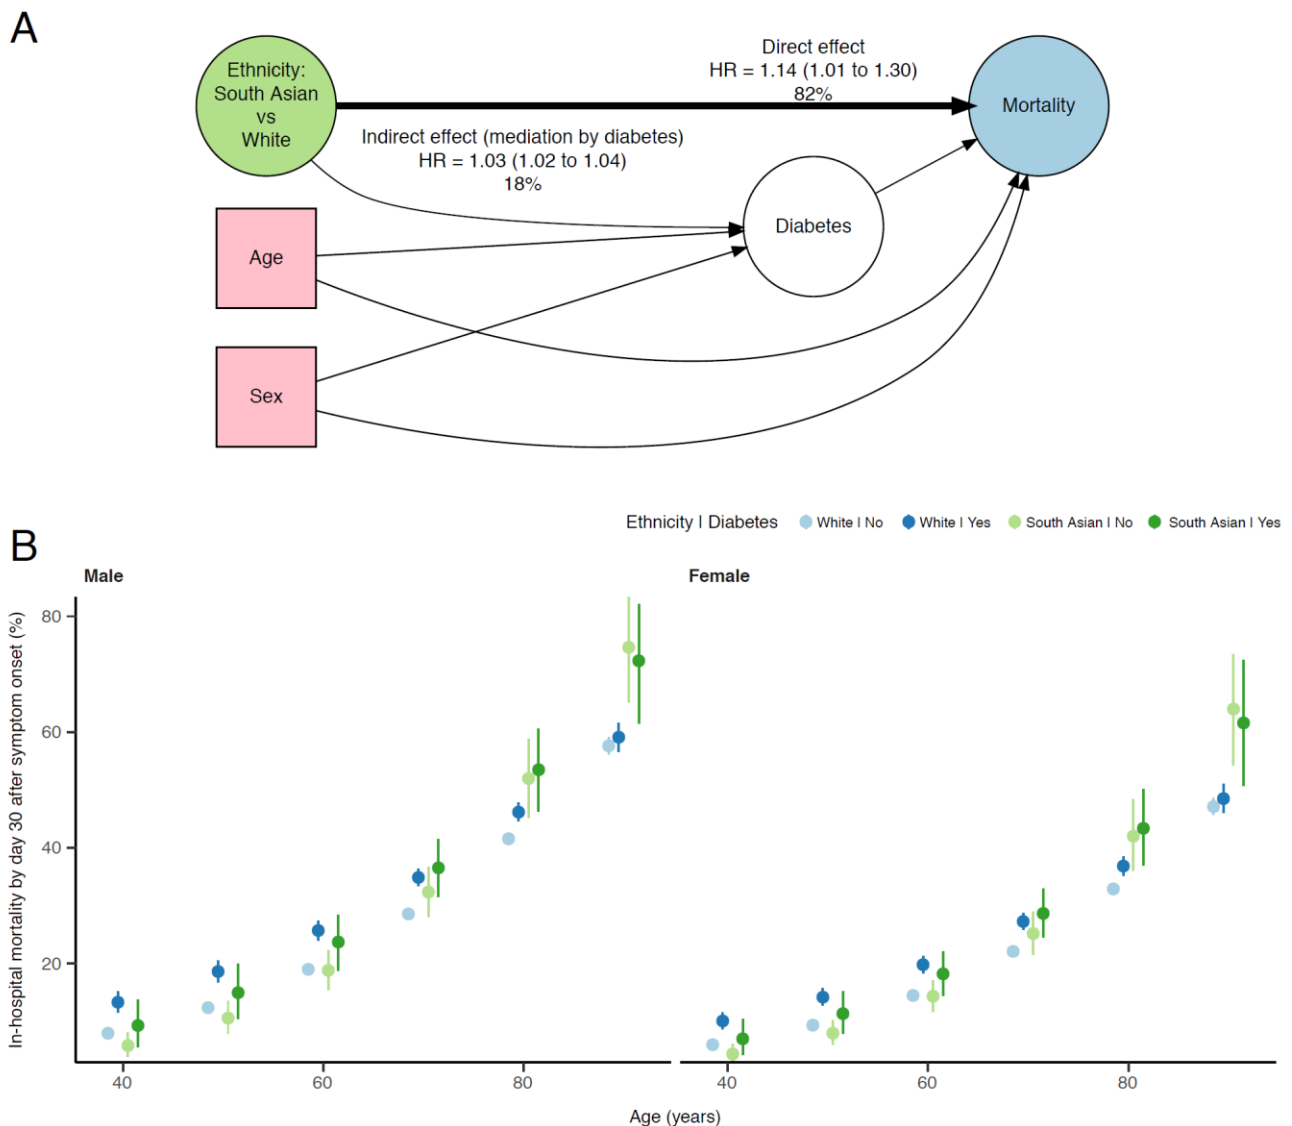 A
Ethnicity:
South Asian
vs
White
Direct effect
HR = 1.14 (1.01 to 1.30)
82%
Mortality
Indirect effect (mediation by diabetes)
HR = 1.03 (1.02 to 1.04)
18%
Diabetes
Age
Sex
B
Ethnicity | Diabetes
White | No
White | Yes
South Asian | No
South Asian | Yes
Male
Female
In-hospital mortality by day 30 after symptom onset (%)
80
60
40
20
40
60
80
40
60
80
Age (years)